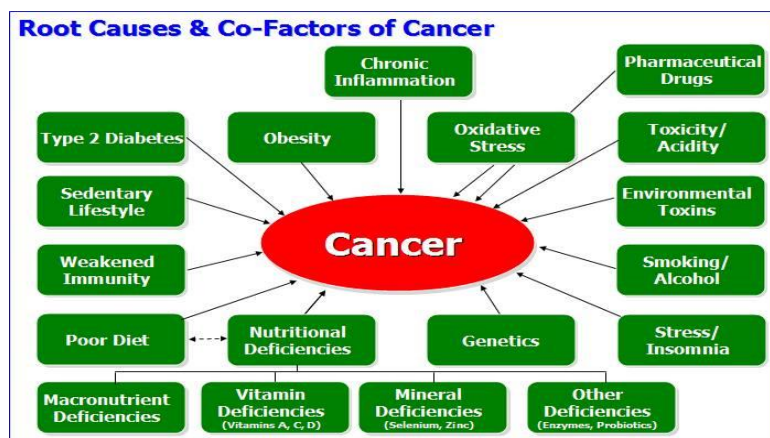 Root Causes & Co-Factors of Cancer
Chronic
Inflammation
Pharmaceutical
Drugs
Type 2 Diabetes
Obesity
Oxidative
Stress
Toxicity/
Acidity
Sedentary
Lifestyle
Environmental
Toxins
Cancer
Weakened
Immunity
Smoking/
Alcohol
Poor Diet
Nutritional
Deficiencies
Genetics
Stress/
Insomnia
Macronutrient
Deficiencies
Vitamin
Deficiencies
(Vitamins A, C, D)
Mineral
Deficiencies
(Selenium, Zinc)
Other
Deficiencies
(Enzymes, Probiotics)